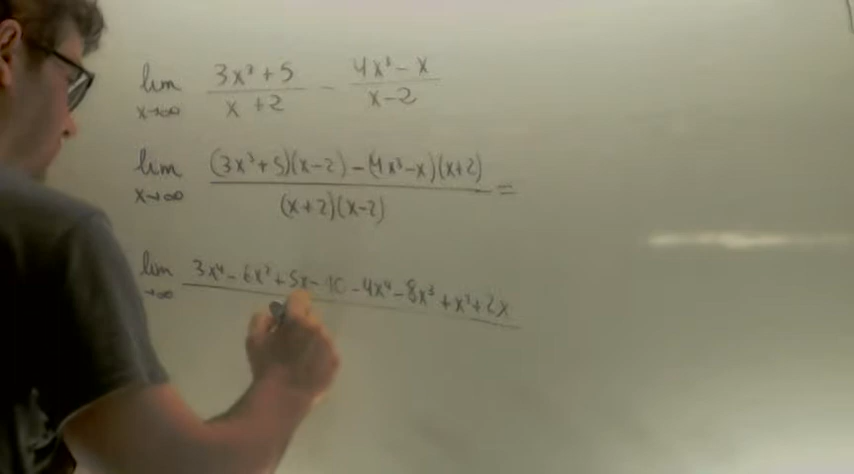 lim x→∞ (3x³+5)/(x+2) - (4x³-x)/(x-2)
lim x→∞ ((3x³+5)(x-2)-(4x³-x)(x+2))/((x+2)(x-2)) =
lim →∞ 3x⁴-6x³+5x-10-4x⁴-8x³+x²+2x